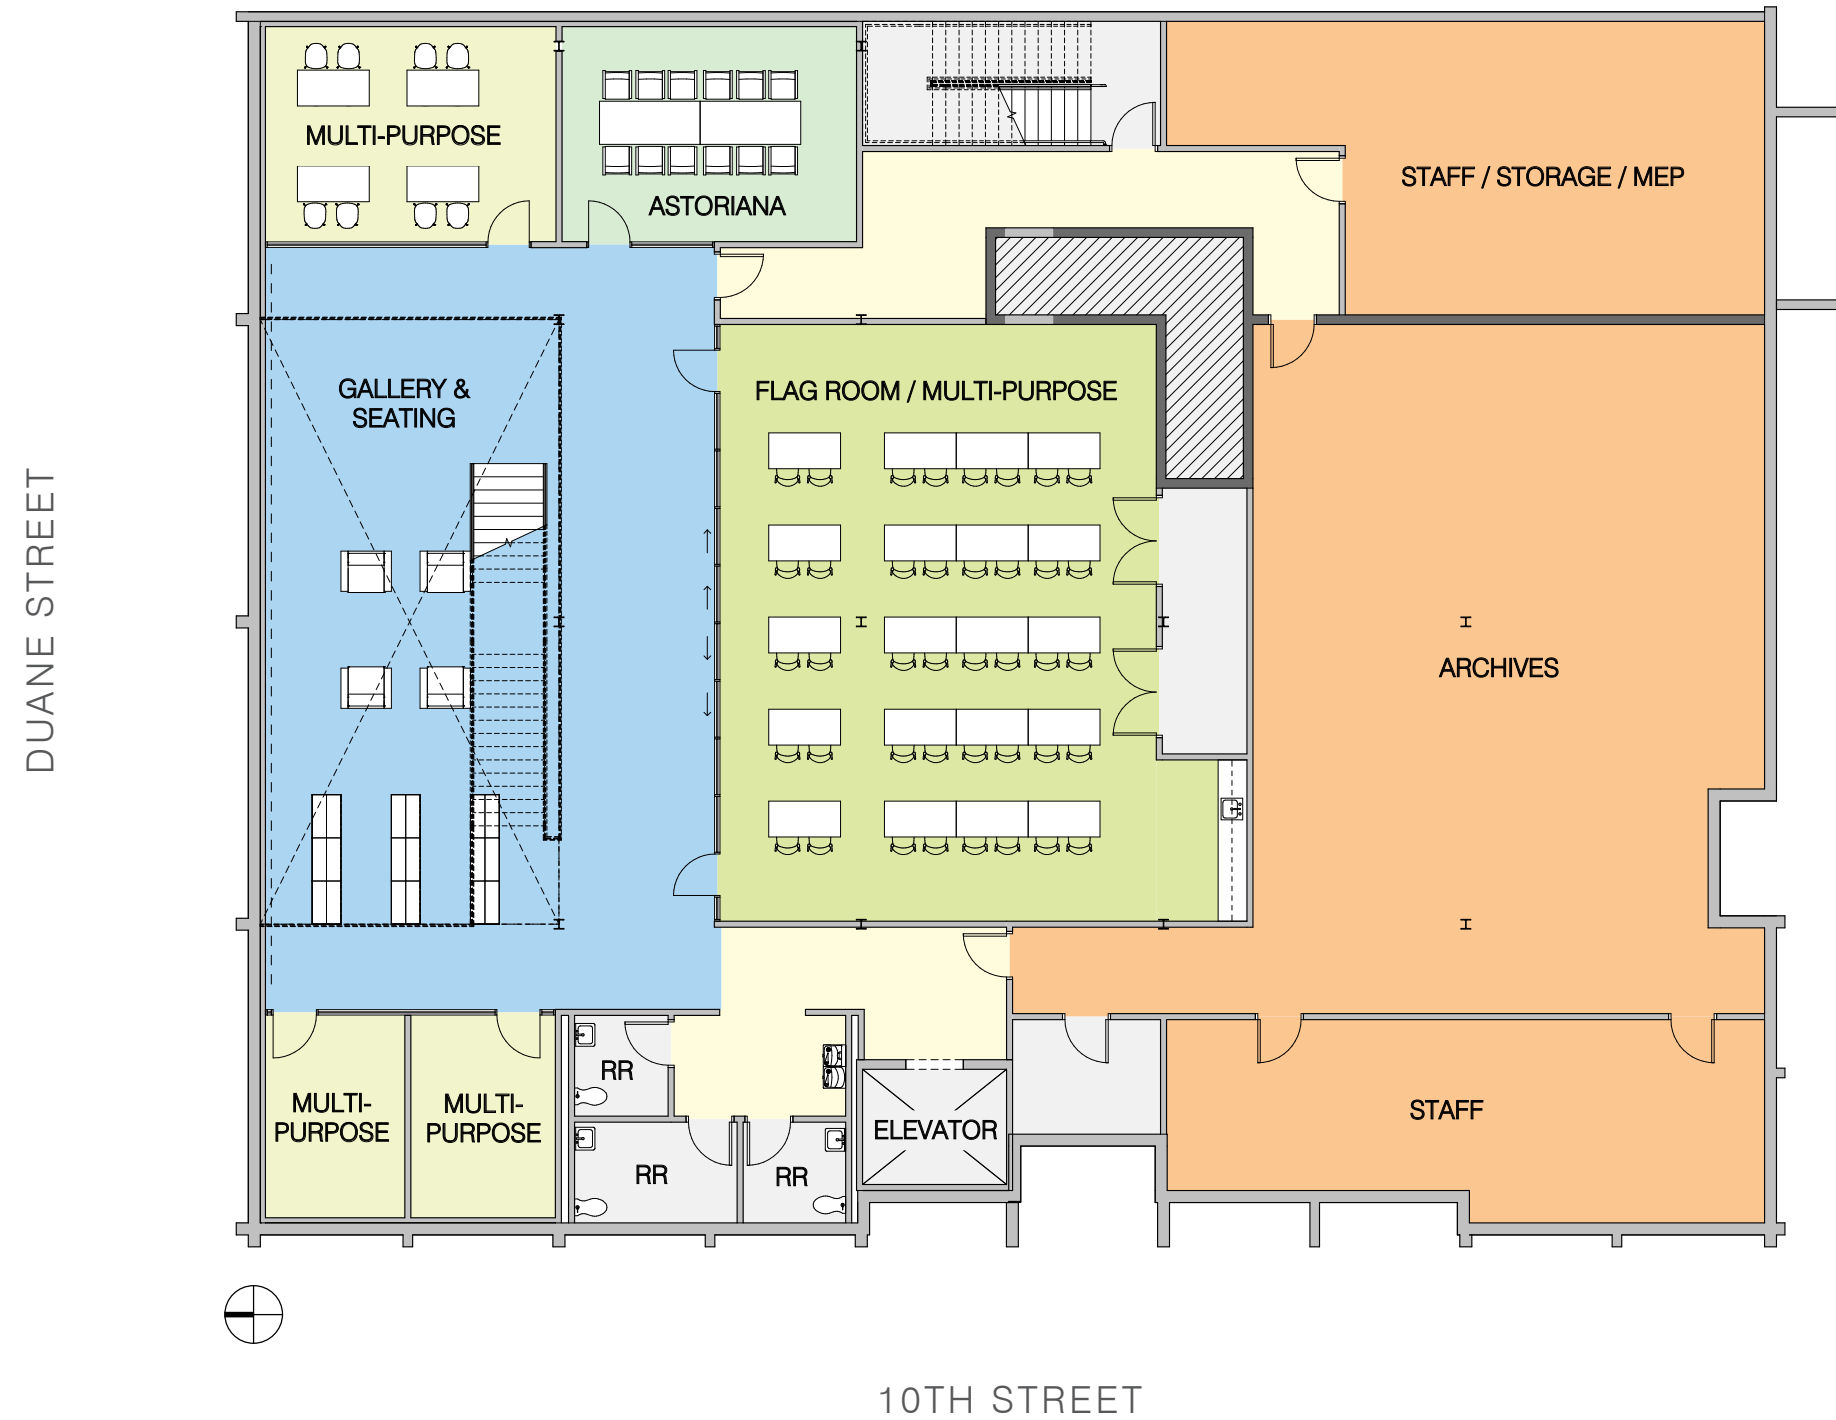 MULTI-PURPOSE
ASTORIANA
STAFF / STORAGE / MEP
GALLERY &
SEATING
FLAG ROOM / MULTI-PURPOSE
ARCHIVES
DUANE STREET
MULTI-
PURPOSE
MULTI-
PURPOSE
RR
RR
RR
ELEVATOR
STAFF
10TH STREET